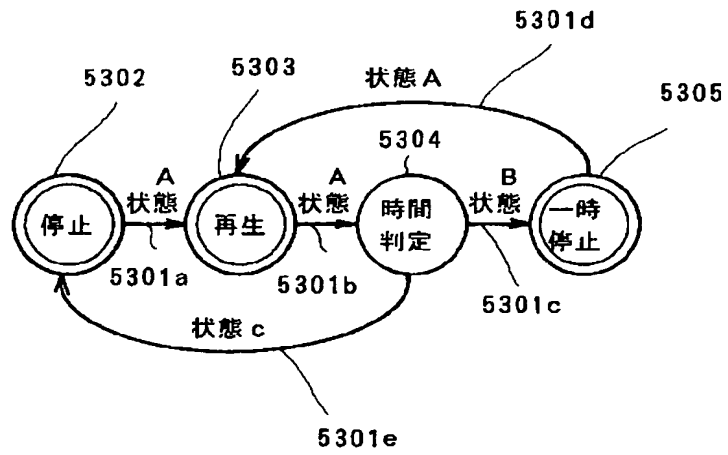 5301d
5302
5303
状態A
5305
5304
A
状態
A
状態
B
状態
停止
再生
時間
判定
一時
停止
5301a
5301b
5301c
状態c
5301e